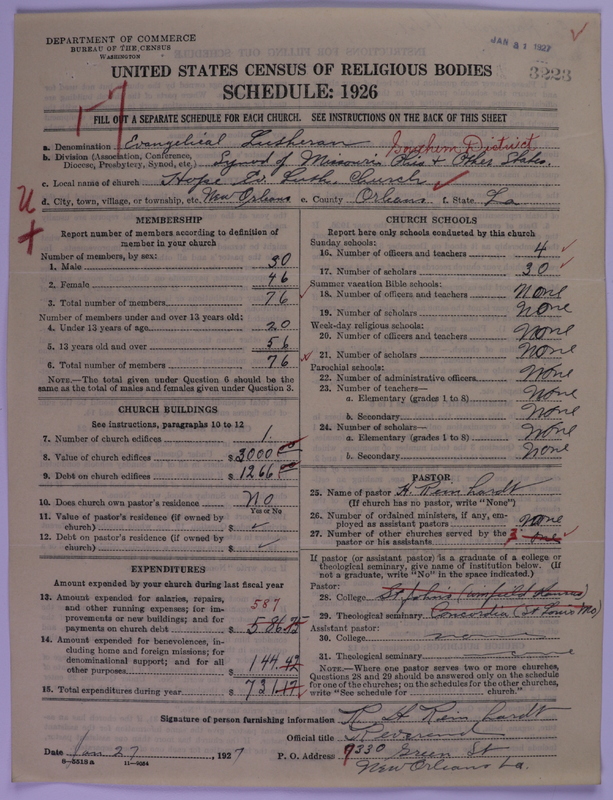 DEPARTMENT OF COMMERCE
BUREAU OF THE CENSUS
WASHINGTON
JAN 31 1927
3223
UNITED STATES CENSUS OF RELIGIOUS BODIES
SCHEDULE: 1926
17
FILL OUT A SEPARATE SCHEDULE FOR EACH CHURCH. SEE INSTRUCTIONS ON THE BACK OF THIS SHEET
a. Denomination Evangelical Lutheran Southern District
b. Division (Association, Conference, Diocese, Presbytery, Synod, etc.) Synod of Missouri Ohio & Other States.
c. Local name of church Hope Ev. Luth. Church
d. City, town, village, or township, etc. New Orleans e. County Orleans f. State La
MEMBERSHIP
Report number of members according to definition of
member in your church
Number of members, by sex:
1. Male 30
2. Female 46
3. Total number of members 76
Number of members under and over 13 years old:
4. Under 13 years of age 20
5. 13 years old and over 56
6. Total number of members 76
NOTE.—The total given under Question 6 should be the
same as the total of males and females given under Question 3.
CHURCH BUILDINGS
See instructions, paragraphs 10 to 12
7. Number of church edifices 1
8. Value of church edifices $ 3000 00
9. Debt on church edifices $ 1266 00
10. Does church own pastor's residence No
Yes or No
11. Value of pastor's residence (if owned by
church) $ ✓
12. Debt on pastor's residence (if owned by
church) $ ✓
EXPENDITURES
Amount expended by your church during last fiscal year
13. Amount expended for salaries, repairs,
and other running expenses; for im-
provements or new buildings; and for
payments on church debt $ 586.75
587
14. Amount expended for benevolences, in-
cluding home and foreign missions; for
denominational support; and for all
other purposes $ 144.42
15. Total expenditures during year $ 731.17
CHURCH SCHOOLS
Report here only schools conducted by this church
Sunday schools:
16. Number of officers and teachers 4
17. Number of scholars 30
Summer vacation Bible schools:
18. Number of officers and teachers None
19. Number of scholars None
Week-day religious schools:
20. Number of officers and teachers None
21. Number of scholars None
Parochial schools:
22. Number of administrative officers None
23. Number of teachers—
a. Elementary (grades 1 to 8) None
b. Secondary None
24. Number of scholars—
a. Elementary (grades 1 to 8) None
b. Secondary None
PASTOR
25. Name of pastor H. Reinhardt
(If church has no pastor, write "None")
26. Number of ordained ministers, if any, em-
ployed as assistant pastors None
27. Number of other churches served by the
pastor or his assistants
If pastor (or assistant pastor) is a graduate of a college or
theological seminary, give name of institution below. (If
not a graduate, write "No" in the space indicated.)
Pastor:
28. College St Johns (Winfield Kansas)
29. Theological seminary Concordia (St Louis Mo)
Assistant pastor:
30. College none
31. Theological seminary
NOTE.—Where one pastor serves two or more churches,
Questions 28 and 29 should be answered only on the schedule
for one of the churches; on the schedules for the other churches,
write "See schedule for church."
Signature of person furnishing information Rev H Reinhardt
Official title Reverend
Date Jan 27, 1927 P. O. Address 7330 Green St
New Orleans La.
8-5518a 11-9064